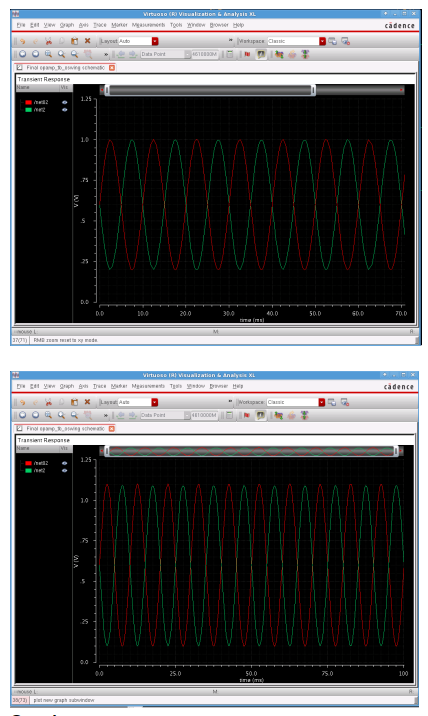 Virtuoso (R) Visualization & Analysis XL
File Edit View Graph Axis Trace Marker Measurements Tools Window Browser Help cādence
Layout Auto Workspace Classic
Data Point
Final opamp_tb_oswing schematic
Transient Response
Name Vis
/net82
/net2
1.25
1.0
.75
.5
.25
0.0
V (V)
0.0 10.0 20.0 30.0 40.0 50.0 60.0 70.0
time (ms)
mouse L M: R
37(71) RMB zoom reset to xp mode
Virtuoso (R) Visualization & Analysis XL
File Edit View Graph Axis Trace Marker Measurements Tools Window Browser Help cādence
Layout Auto Workspace Classic
Data Point
Final opamp_tb_oswing schematic
Transient Response
Name Vis
/net82
/net2
1.25
1.0
.75
.5
.25
0.0
V (V)
0.0 25.0 50.0 75.0 100
time (ms)
mouse L M R
plot new graph subwindow